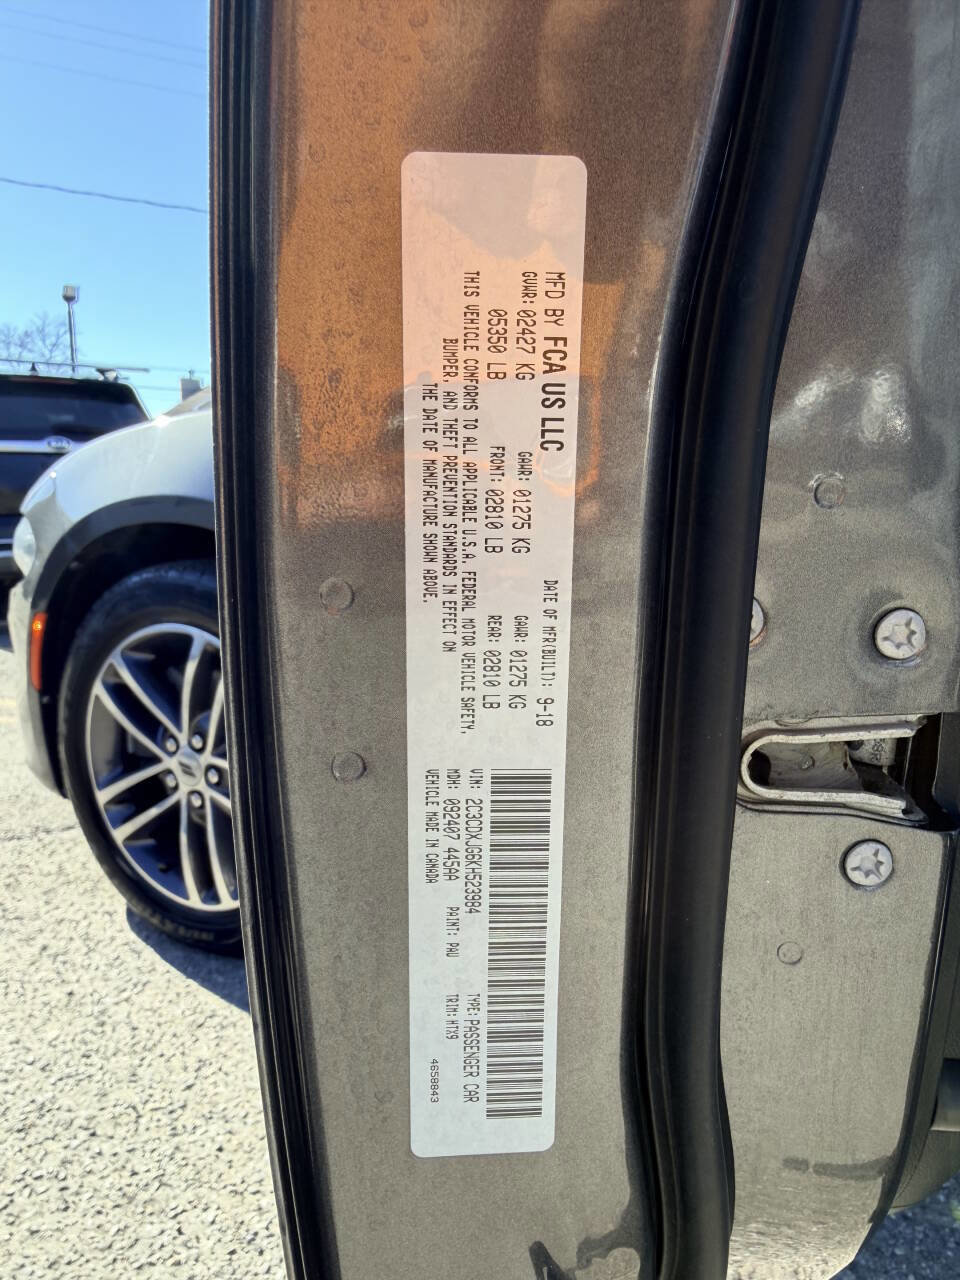 MFD BY FCA US LLC
DATE OF MFR(BUILT): 9-18
GVWR: 02427 KG GAWR: 01275 KG GAWR: 01275 KG
05350 LB FRONT: 02810 LB REAR: 02810 LB
THIS VEHICLE CONFORMS TO ALL APPLICABLE U.S.A. FEDERAL MOTOR VEHICLE SAFETY,
BUMPER, AND THEFT PREVENTION STANDARDS IN EFFECT ON
THE DATE OF MANUFACTURE SHOWN ABOVE.
VIN: 2C3CDXJG6KH523984 TYPE: PASSENGER CAR
MDH: 092407 445AA PAINT: PAU TRIM: HTX9
VEHICLE MADE IN CANADA
4658843